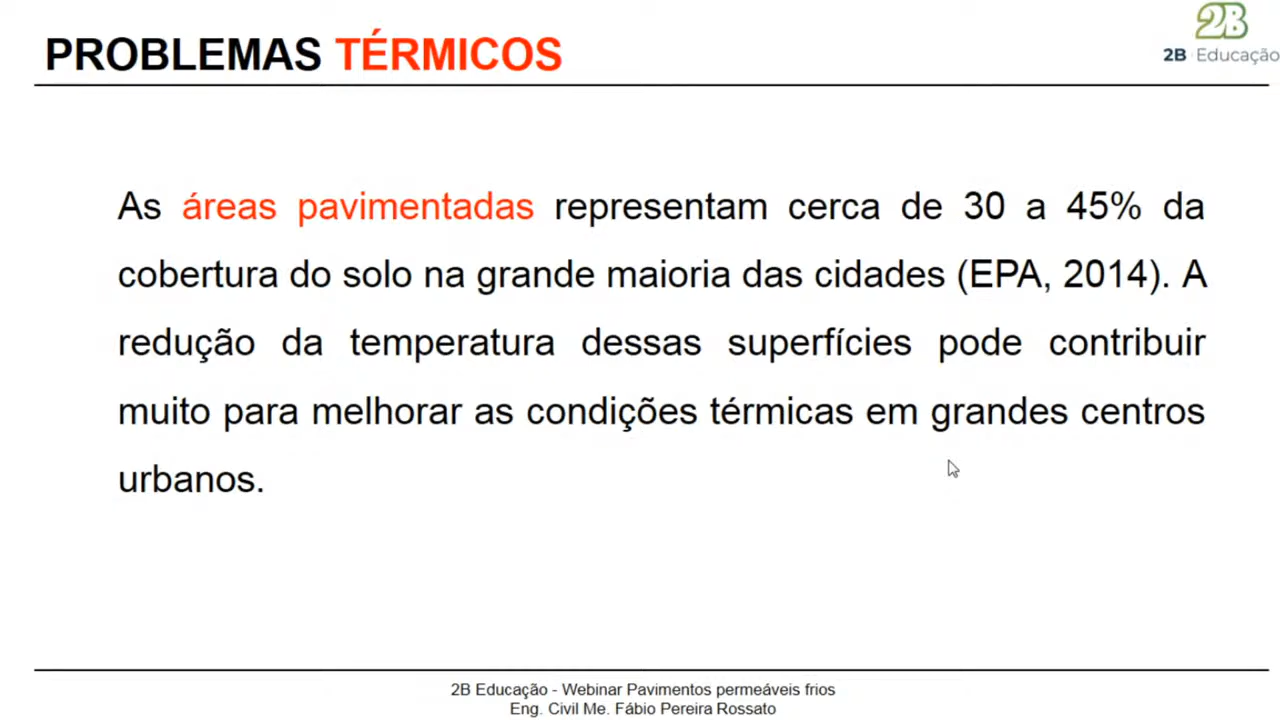 PROBLEMAS TÉRMICOS
2B
2B Educação
As áreas pavimentadas representam cerca de 30 a 45% da
cobertura do solo na grande maioria das cidades (EPA, 2014). A
redução da temperatura dessas superfícies pode contribuir
muito para melhorar as condições térmicas em grandes centros
urbanos.
2B Educação - Webinar Pavimentos permeáveis frios
Eng. Civil Me. Fábio Pereira Rossato